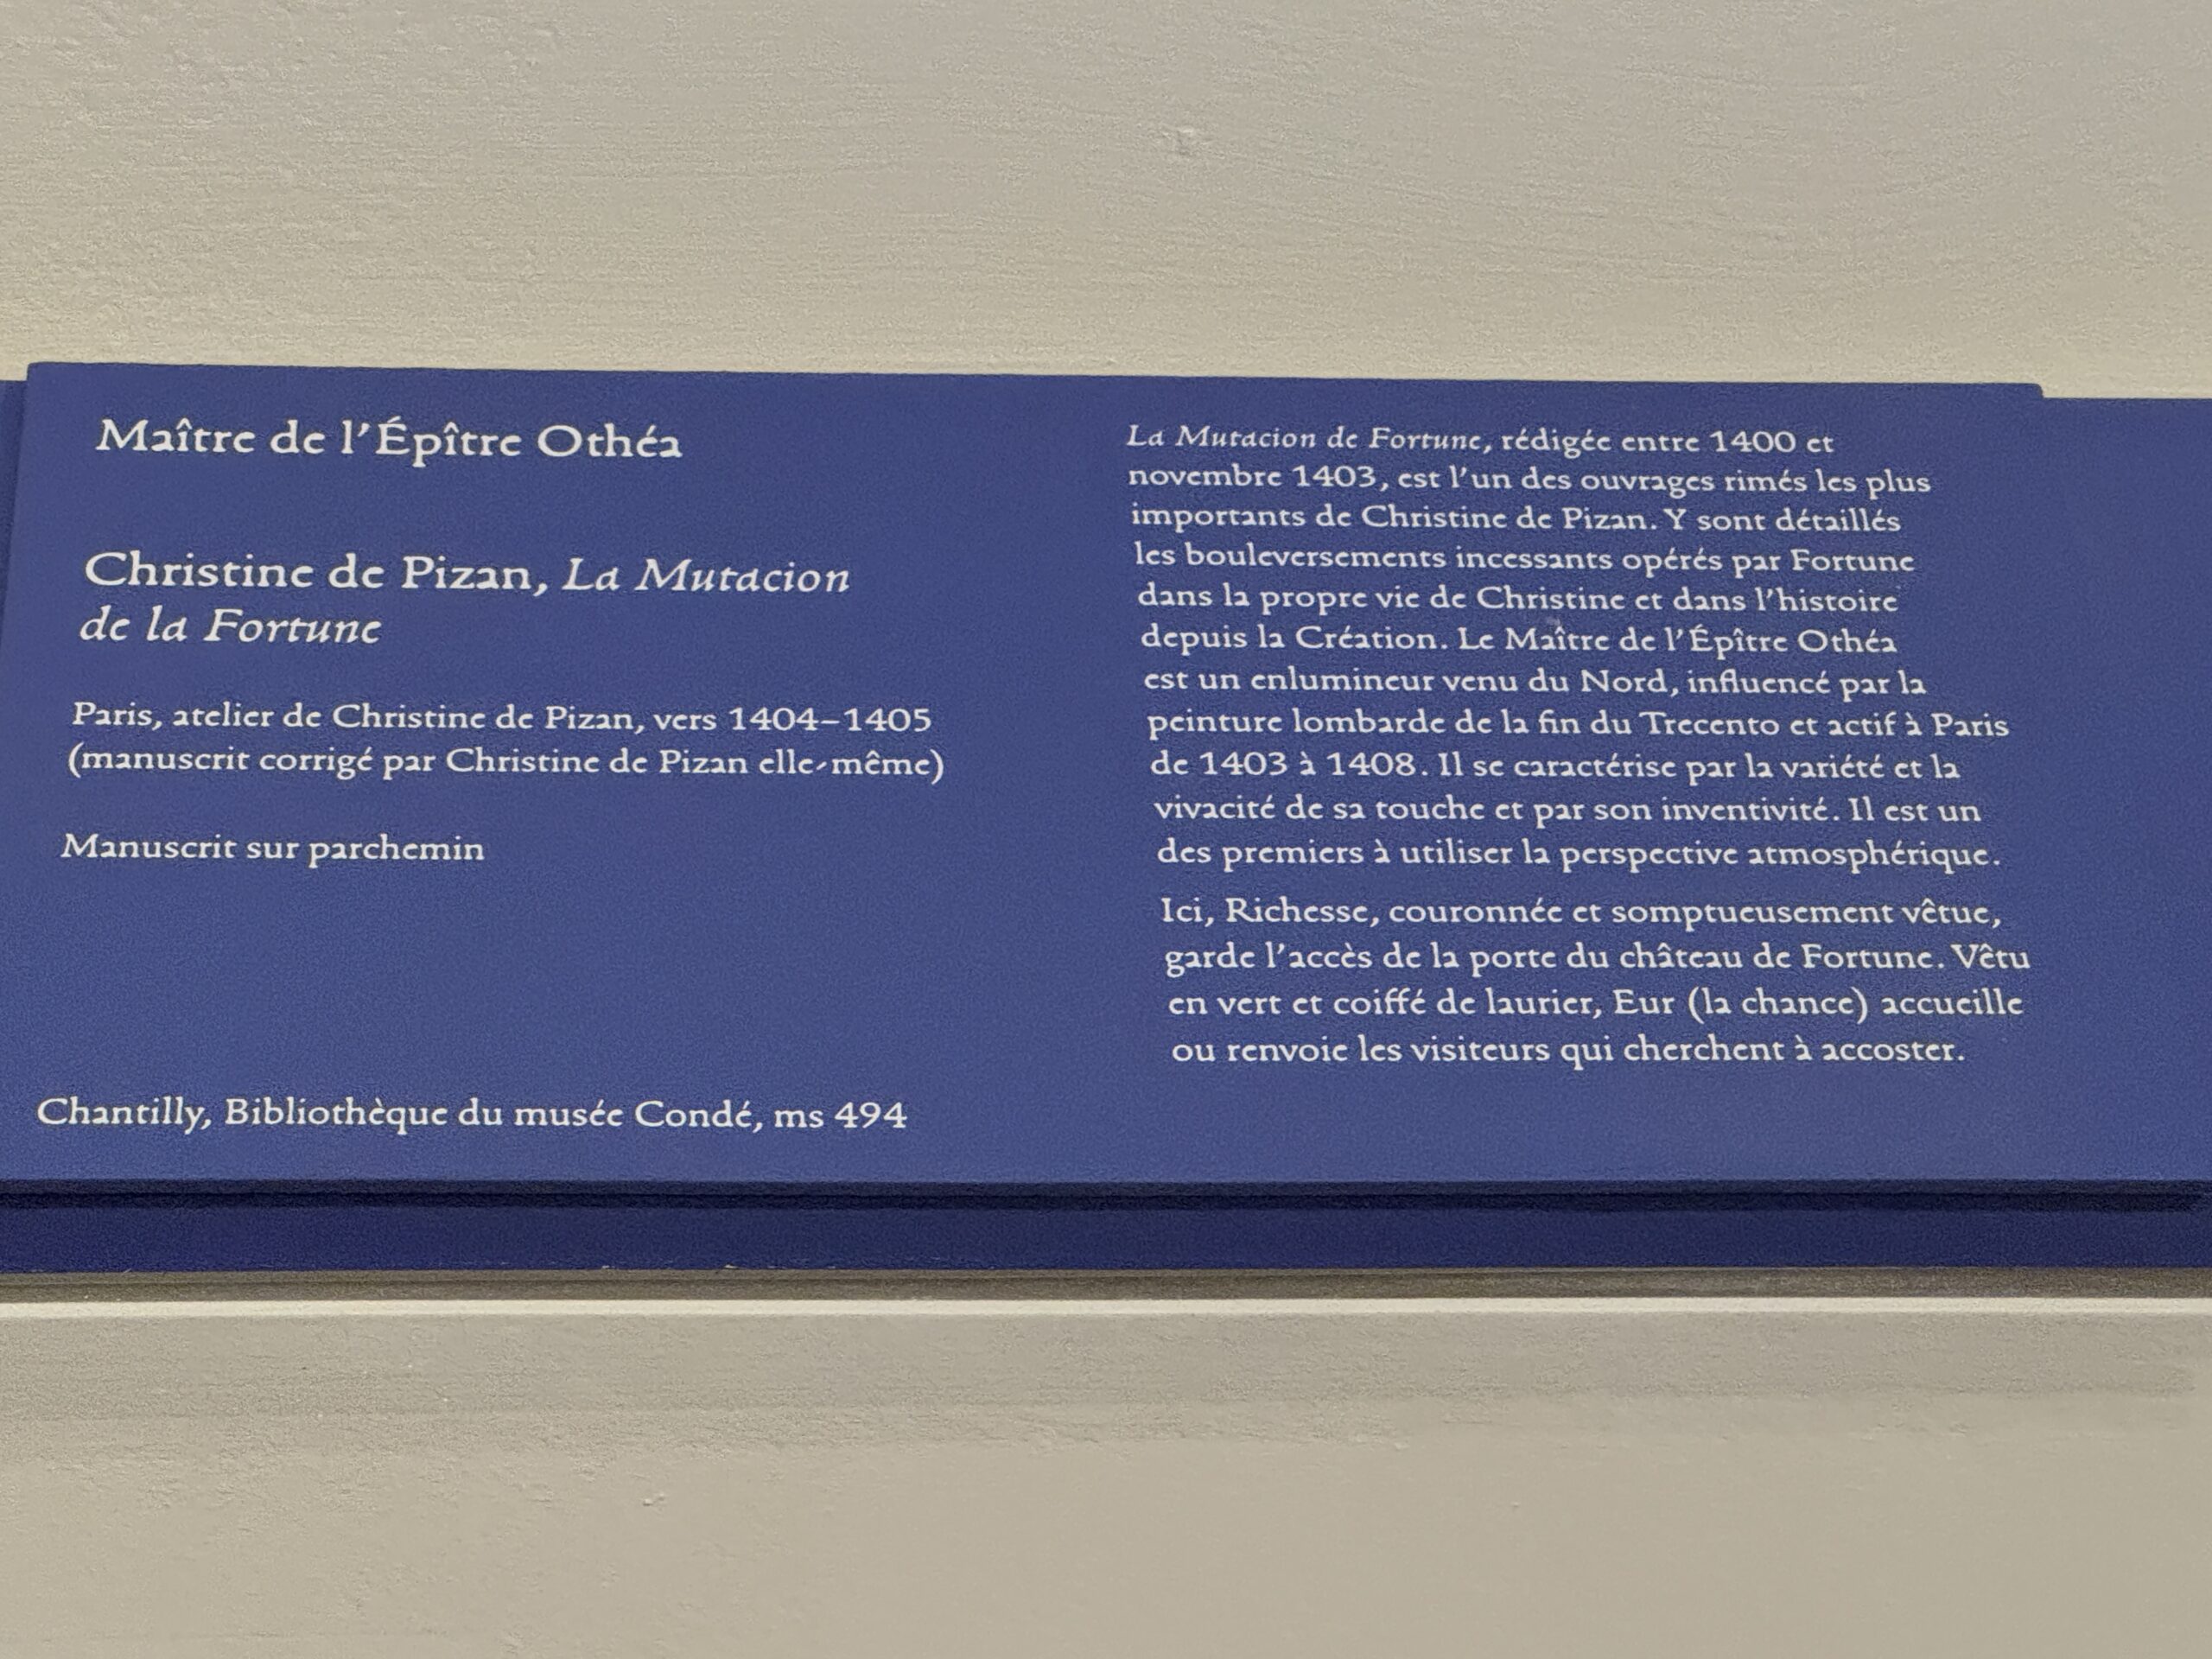 Maître de l'Épître Othéa
Christine de Pizan, La Mutacion
de la Fortune
Paris, atelier de Christine de Pizan, vers 1404–1405
(manuscrit corrigé par Christine de Pizan elle-même)
Manuscrit sur parchemin
Chantilly, Bibliothèque du musée Condé, ms 494
La Mutacion de Fortune, rédigée entre 1400 et
novembre 1403, est l'un des ouvrages rimés les plus
importants de Christine de Pizan. Y sont détaillés
les bouleversements incessants opérés par Fortune
dans la propre vie de Christine et dans l'histoire
depuis la Création. Le Maître de l'Épître Othéa
est un enlumineur venu du Nord, influencé par la
peinture lombarde de la fin du Trecento et actif à Paris
de 1403 à 1408. Il se caractérise par la variété et la
vivacité de sa touche et par son inventivité. Il est un
des premiers à utiliser la perspective atmosphérique.
Ici, Richesse, couronnée et somptueusement vêtue,
garde l'accès de la porte du château de Fortune. Vêtu
en vert et coiffé de laurier, Eur (la chance) accueille
ou renvoie les visiteurs qui cherchent à accoster.